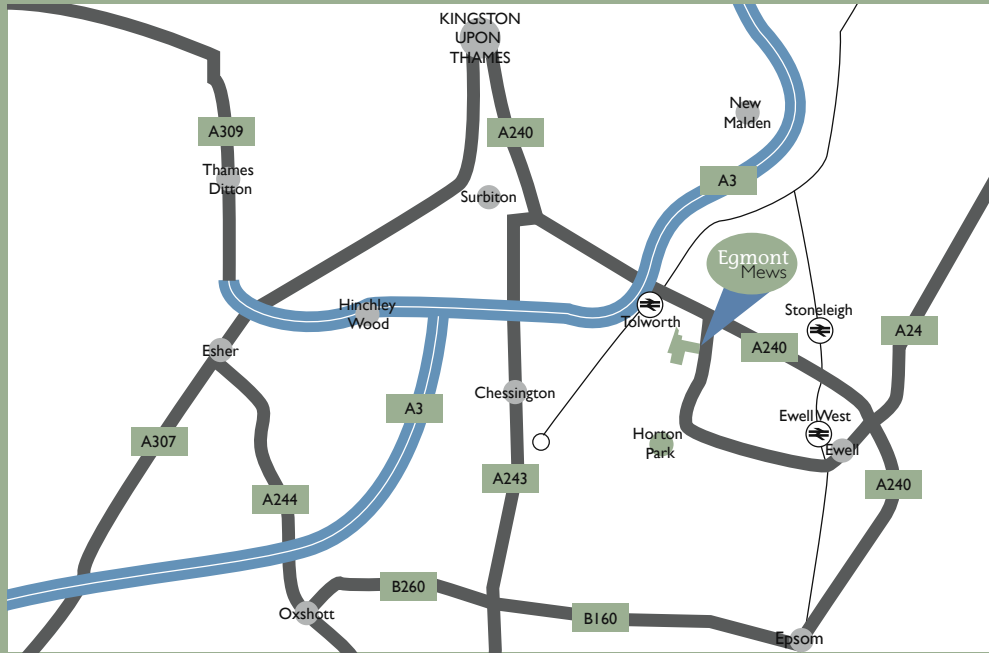 KINGSTON
UPON
THAMES
New
Malden
A309
A240
Thames
Ditton
A3
Surbiton
Egmont
Mews
Hinchley
Wood
Tolworth
Stoneleigh
A24
A240
Esher
Chessington
A3
Ewell West
A307
Horton
Park
Ewell
A243
A240
A244
B260
Oxshott
B160
Epsom